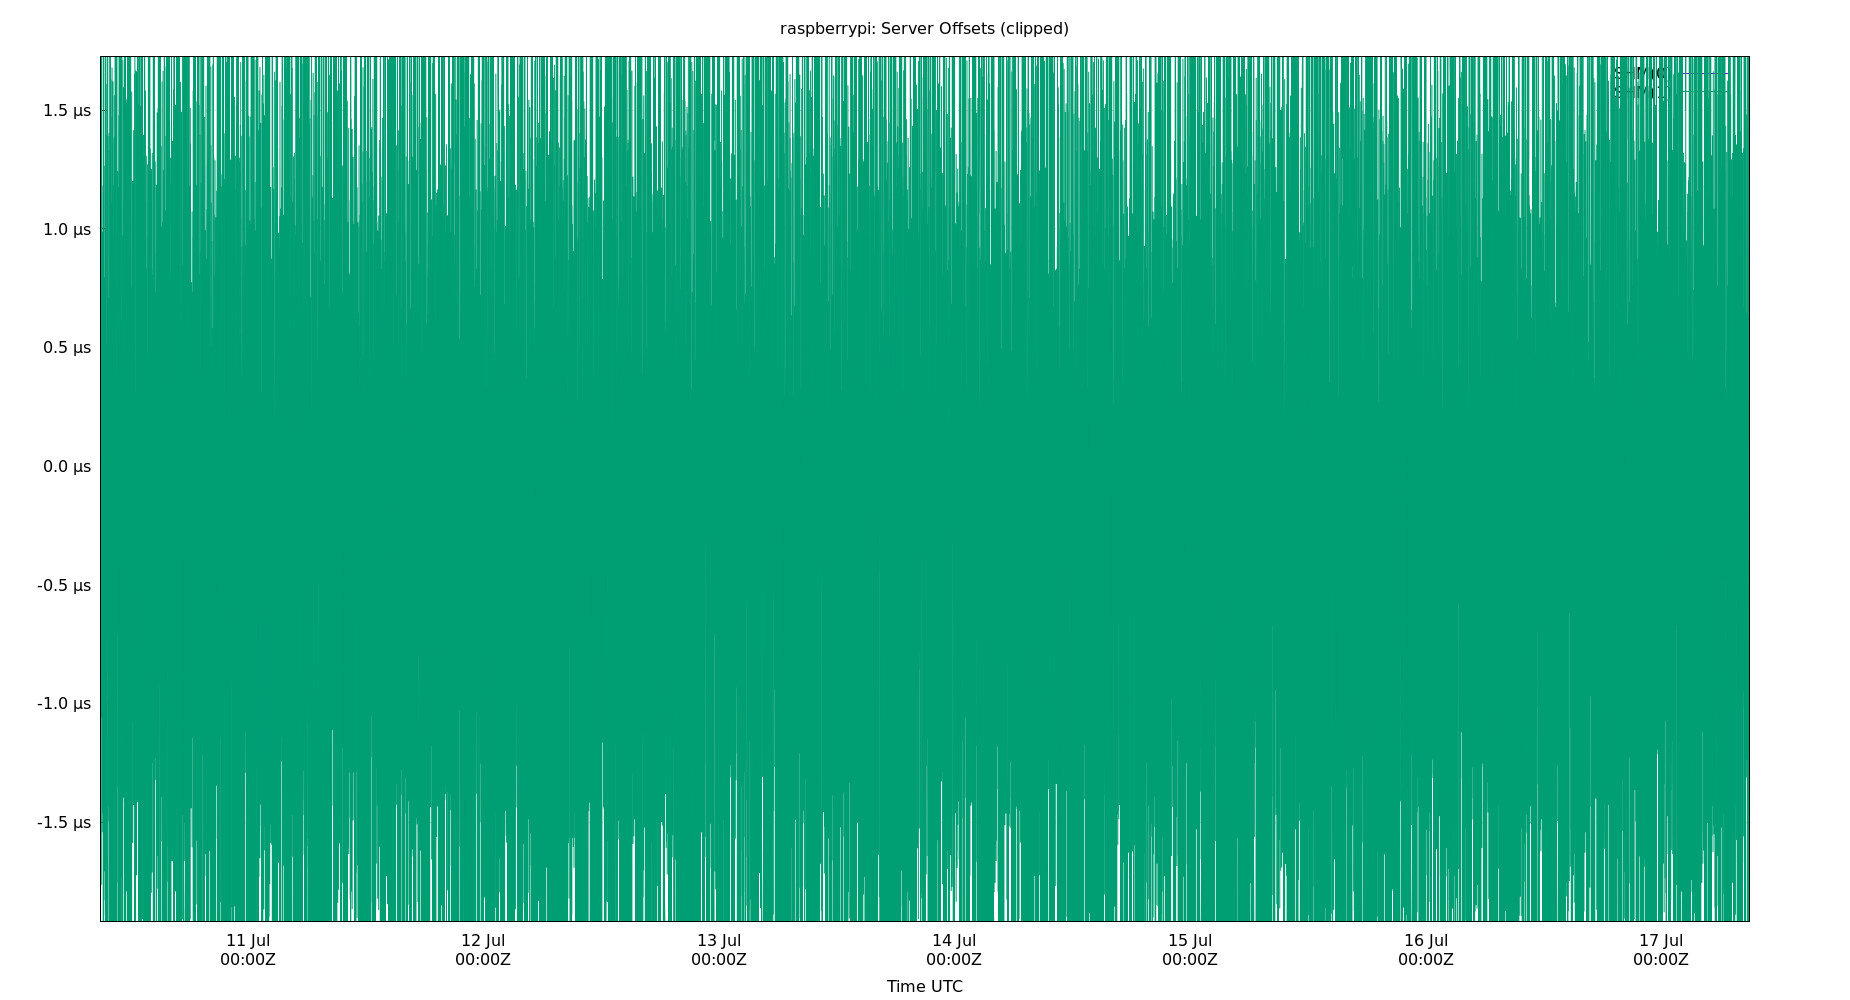 raspberrypi: Server Offsets (clipped)
1.5 µs
1.0 µs
0.5 µs
0.0 µs
-0.5 µs
-1.0 µs
-1.5 µs
11 Jul
00:00Z
12 Jul
00:00Z
13 Jul
00:00Z
14 Jul
00:00Z
15 Jul
00:00Z
16 Jul
00:00Z
17 Jul
00:00Z
Time UTC